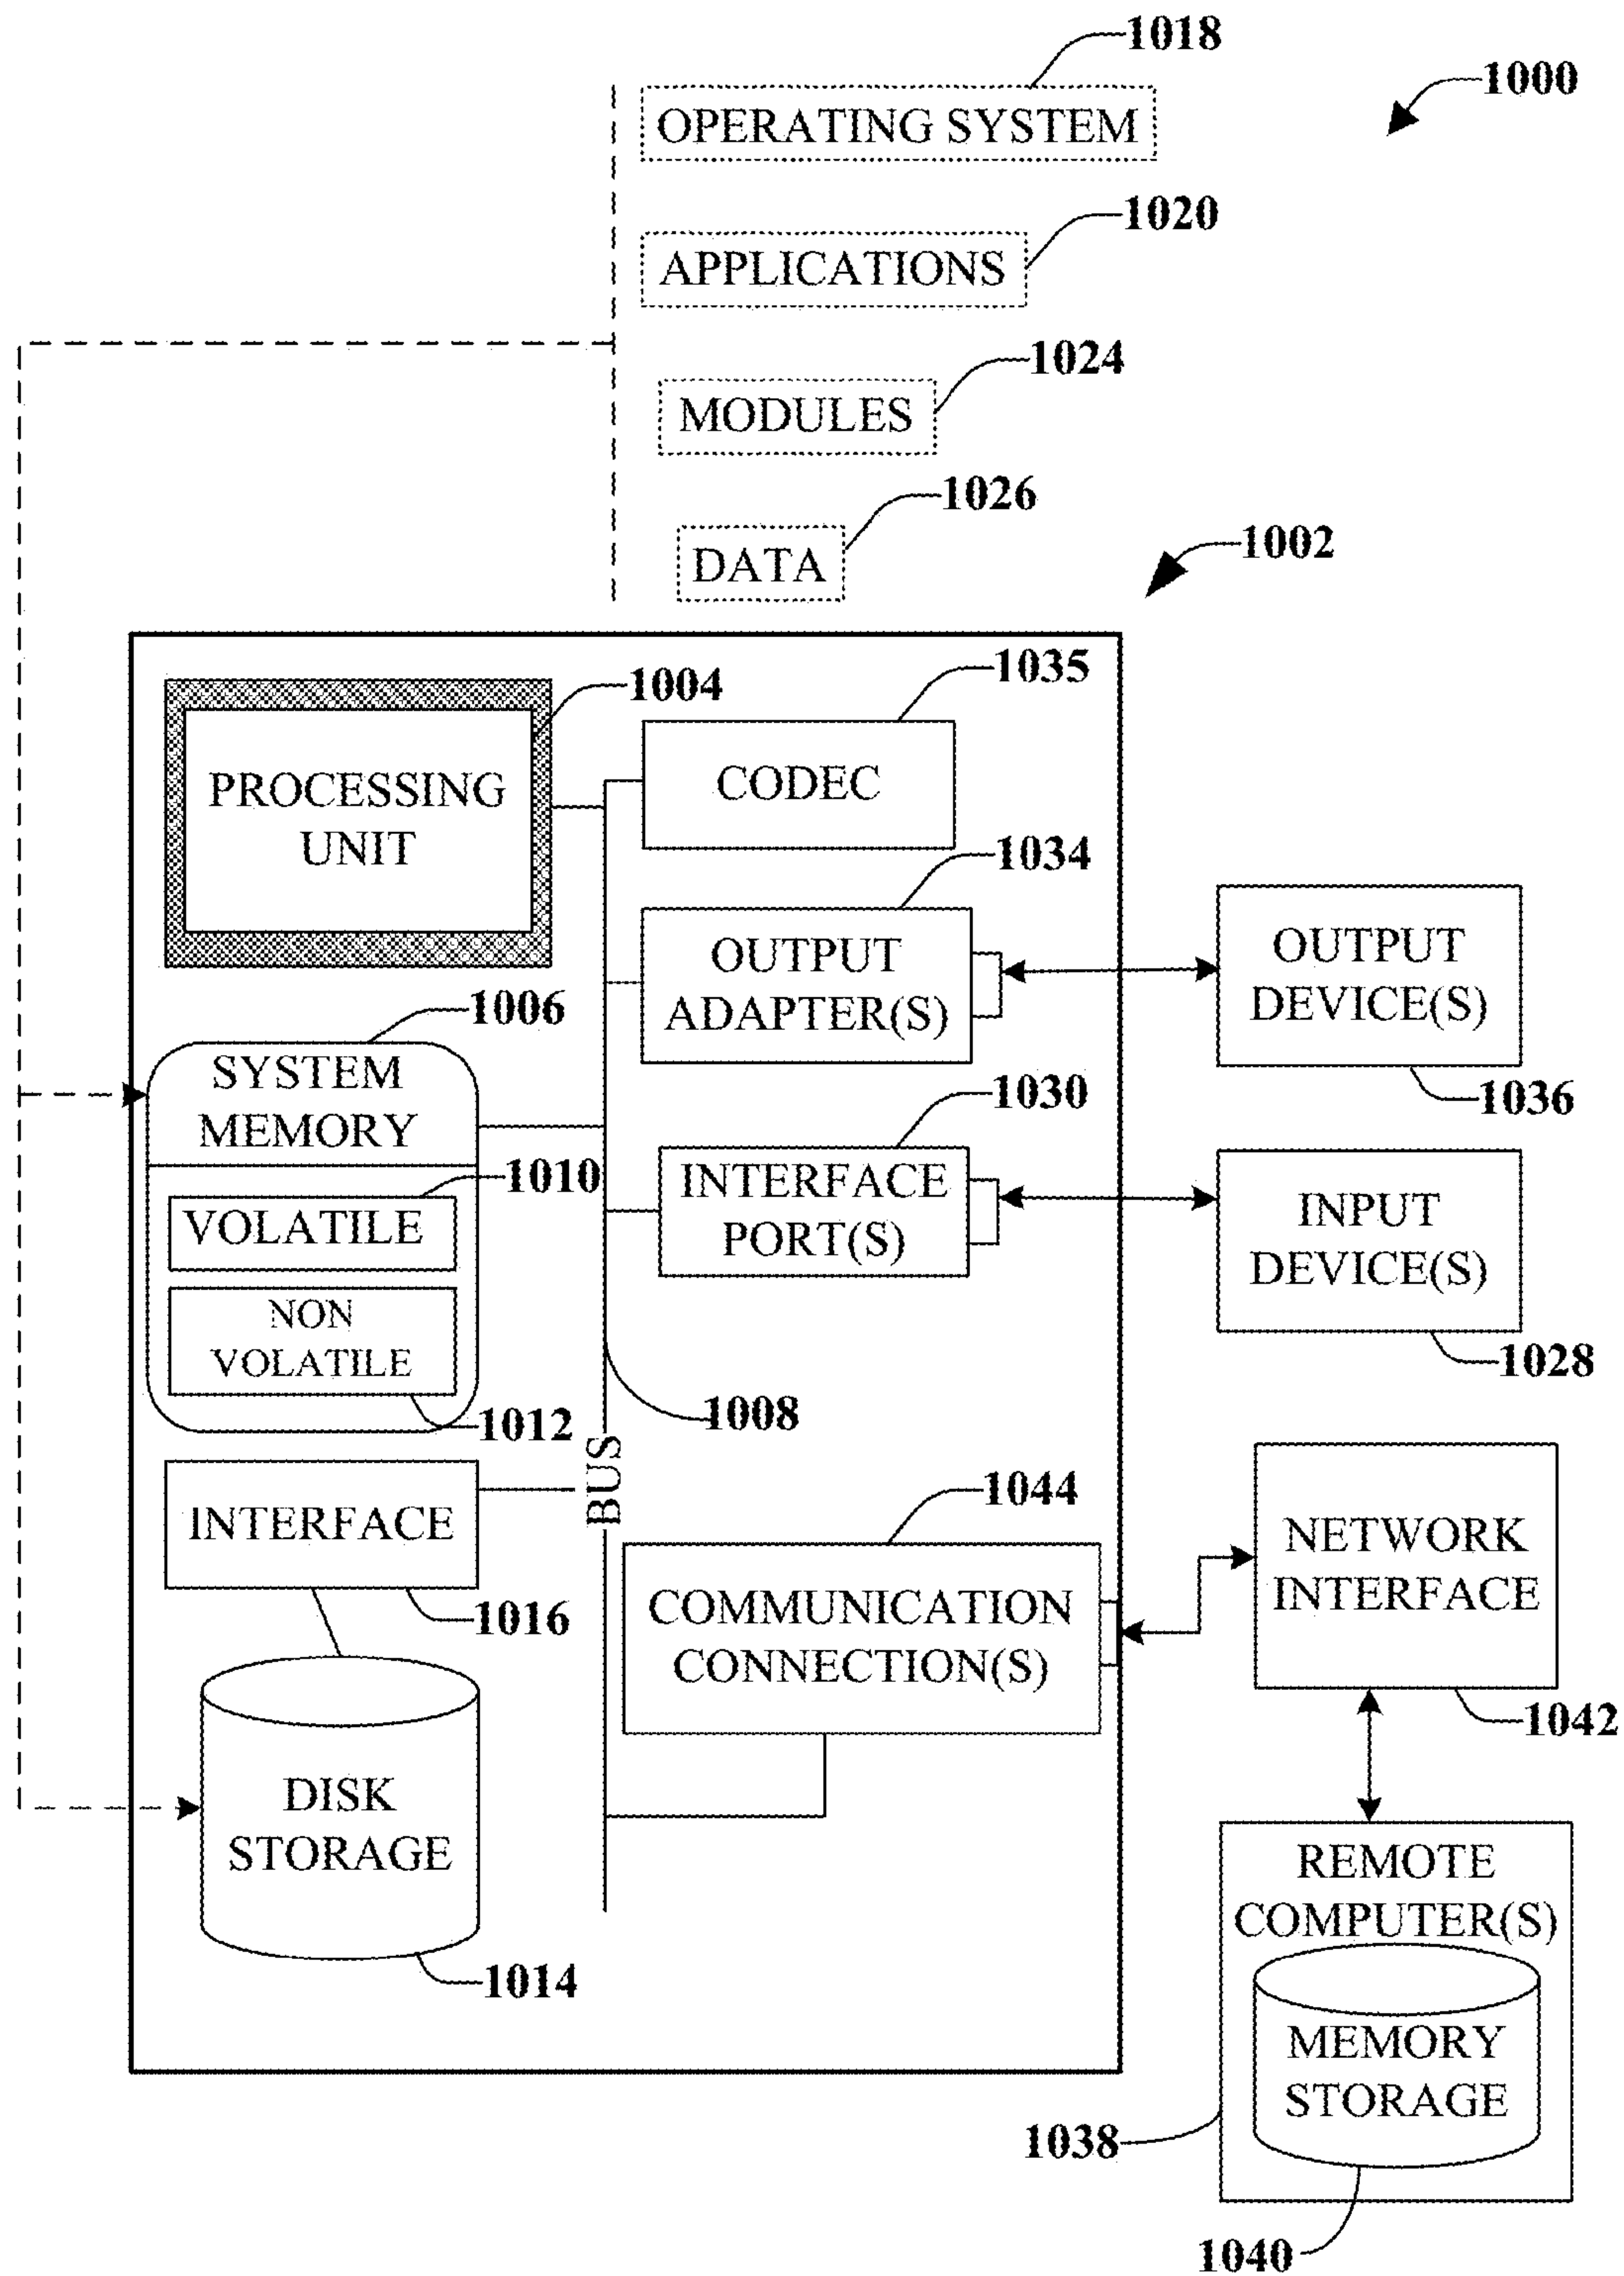 1018
1000
OPERATING SYSTEM
1020
APPLICATIONS
1024
MODULES
1026
DATA
1002
1035
1004
CODEC
PROCESSING
UNIT
1034
OUTPUT
ADAPTER(S)
OUTPUT
DEVICE(S)
1036
1006
SYSTEM
MEMORY
1030
1010
INTERFACE
PORT(S)
VOLATILE
INPUT
DEVICE(S)
1028
NON
VOLATILE
1012
1008
BUS
1044
INTERFACE
1016
COMMUNICATION
CONNECTION(S)
NETWORK
INTERFACE
1042
DISK
STORAGE
1014
REMOTE
COMPUTER(S)
MEMORY
STORAGE
1038
1040